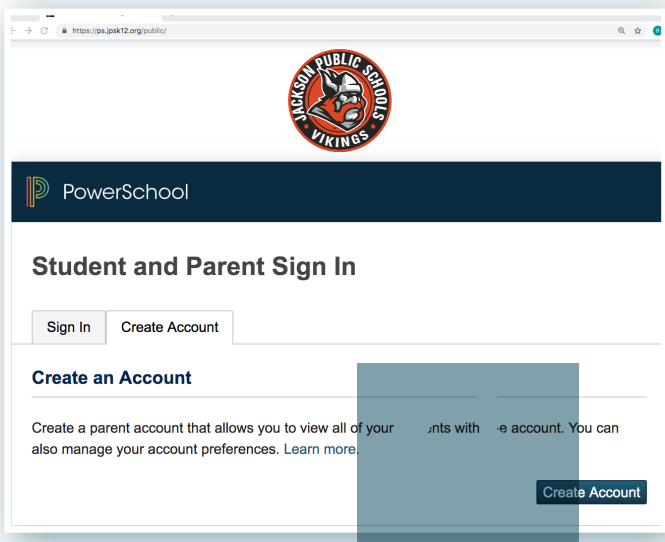 https://ps.jpsk12.org/public/
JACKSON PUBLIC SCHOOLS
VIKINGS
PowerSchool
Student and Parent Sign In
Sign In
Create Account
Create an Account
Create a parent account that allows you to view all of your with account. You can
also manage your account preferences. Learn more.
Create Account